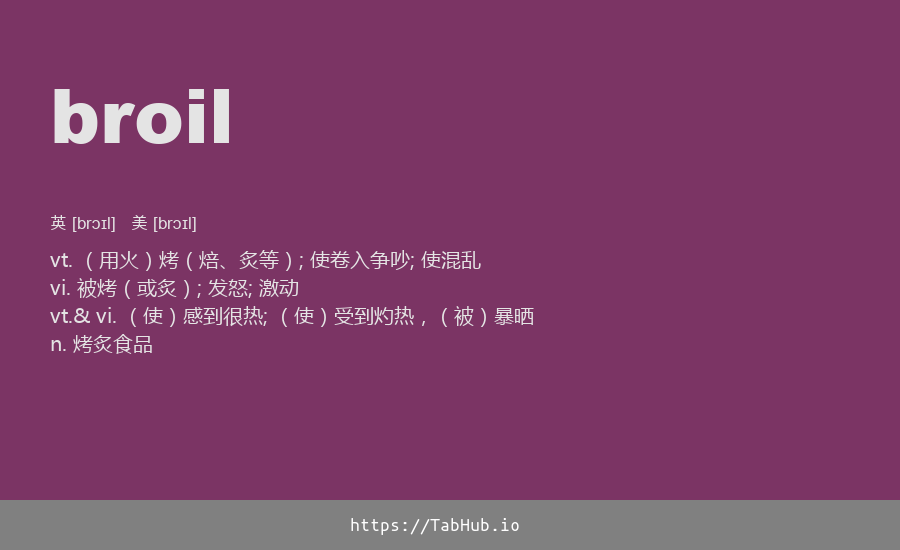 broil
英 [brɔɪl] 美 [brɔɪl]
vt. （用火）烤（焙、炙等）; 使卷入争吵; 使混乱
vi. 被烤（或炙）; 发怒; 激动
vt.& vi. （使）感到很热; （使）受到灼热，（被）暴晒
n. 烤炙食品
https://TabHub.io